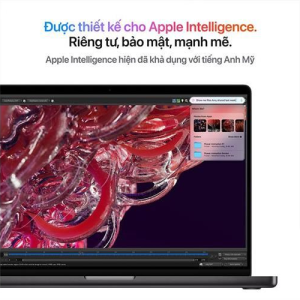 Được thiết kế cho Apple Intelligence.
Riêng tư, bảo mật, mạnh mẽ.
Apple Intelligence hiện đã khả dụng với tiếng Anh Mỹ